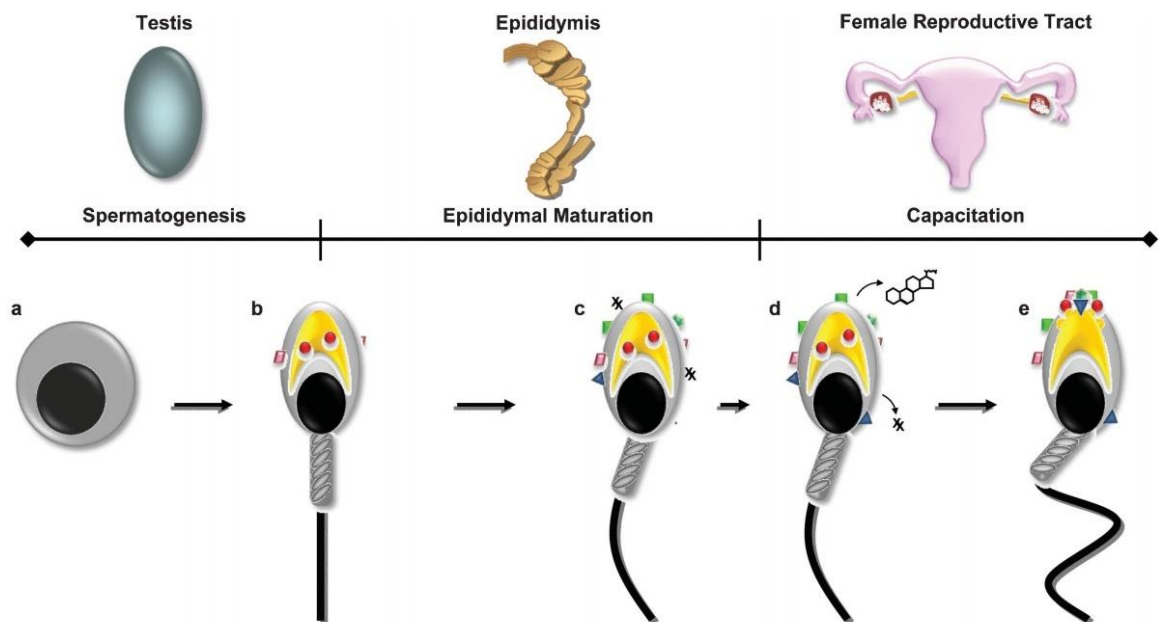 Testis
Epididymis
Female Reproductive Tract
Spermatogenesis
Epididymal Maturation
Capacitation
a
b
c
d
e